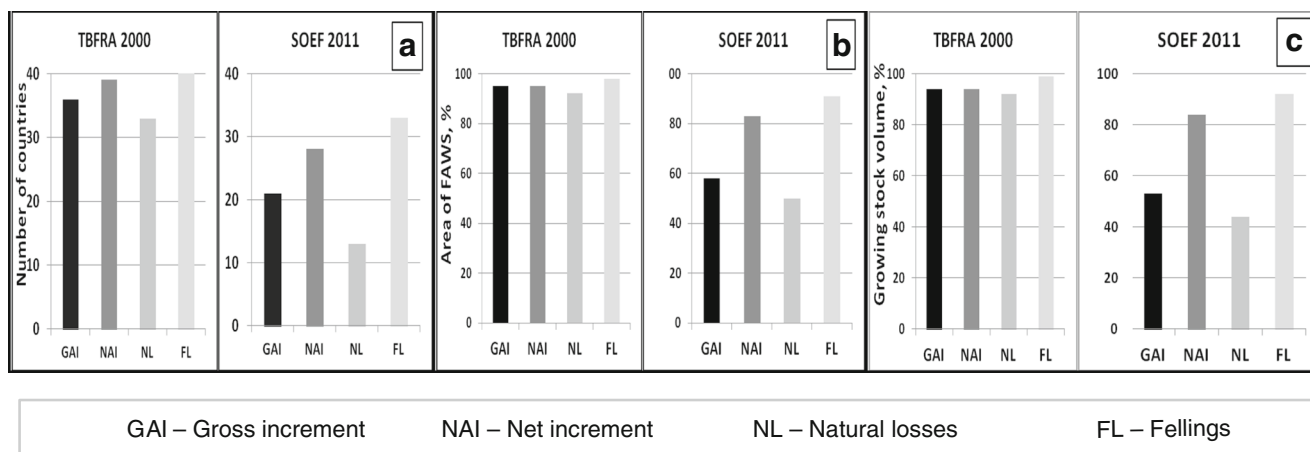 TBFRA 2000
Number of countries
40
30
20
10
0
GAI NAI NL FL
SOEF 2011
a
40
30
20
10
0
GAI NAI NL FL
TBFRA 2000
Area of FAWS, %
100
80
60
40
20
0
GAI NAI NL FL
SOEF 2011
b
00
80
60
40
20
0
GAI NAI NL FL
TBFRA 2000
Growing stock volume, %
100
80
60
40
20
0
GAI NAI NL FL
SOEF 2011
c
100
80
60
40
20
0
GAI NAI NL FL
GAI – Gross increment NAI – Net increment NL – Natural losses FL – Fellings